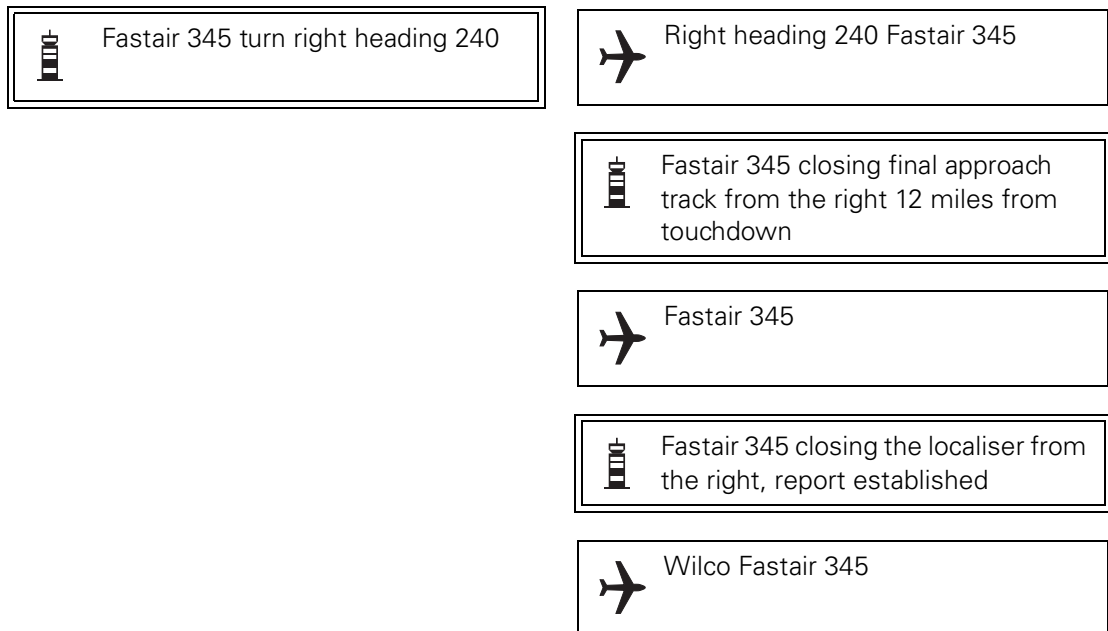 Fastair 345 turn right heading 240
Right heading 240 Fastair 345
Fastair 345 closing final approach
track from the right 12 miles from
touchdown
Fastair 345
Fastair 345 closing the localiser from
the right, report established
Wilco Fastair 345